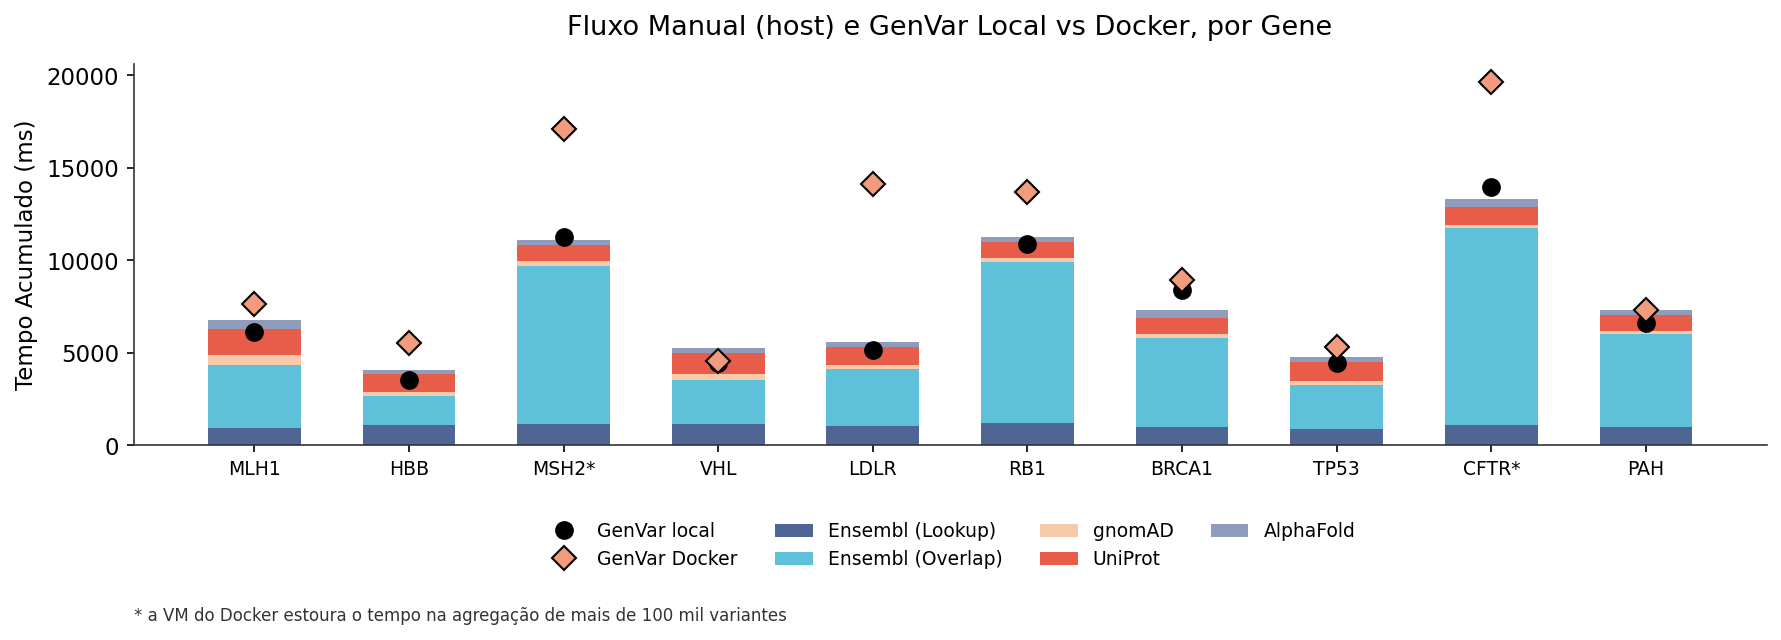 Fluxo Manual (host) e GenVar Local vs Docker, por Gene
Tempo Acumulado (ms)
20000
15000
10000
5000
0
MLH1 HBB MSH2* VHL LDLR RB1 BRCA1 TP53 CFTR* PAH
GenVar local Ensembl (Lookup) gnomAD AlphaFold
GenVar Docker Ensembl (Overlap) UniProt
* a VM do Docker estoura o tempo na agregação de mais de 100 mil variantes